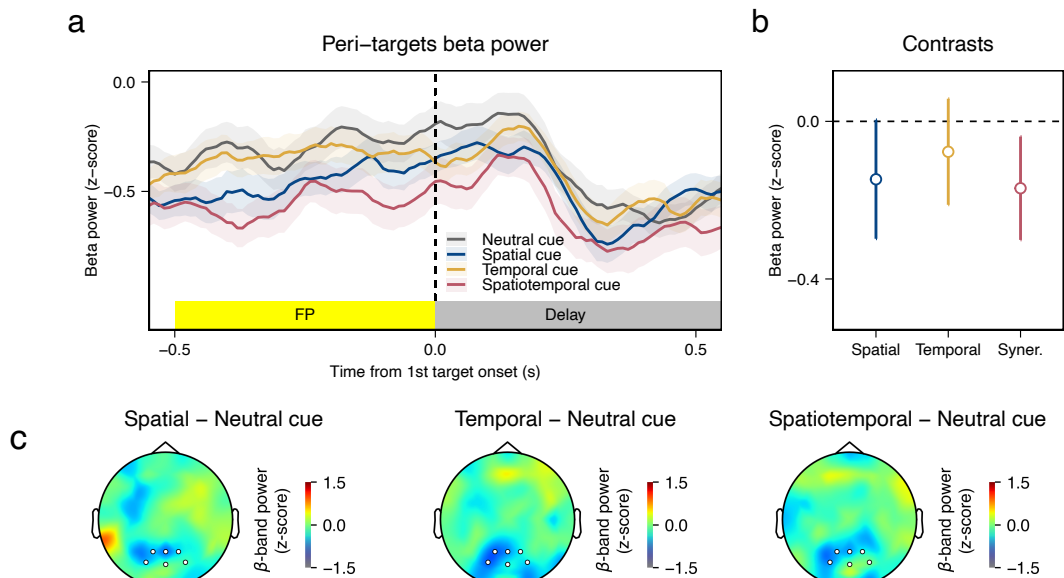 a
Peri−targets beta power
0.0
−0.5
Beta power (z−score)
Neutral cue
Spatial cue
Temporal cue
Spatiotemporal cue
FP
Delay
−0.5
0.0
0.5
Time from 1st target onset (s)
b
Contrasts
0.0
−0.4
Beta power (z−score)
Spatial
Temporal
Syner.
c
Spatial − Neutral cue
β−band power
(z−score)
1.5
0.0
−1.5
Temporal − Neutral cue
β−band power
(z−score)
1.5
0.0
−1.5
Spatiotemporal − Neutral cue
β−band power
(z−score)
1.5
0.0
−1.5